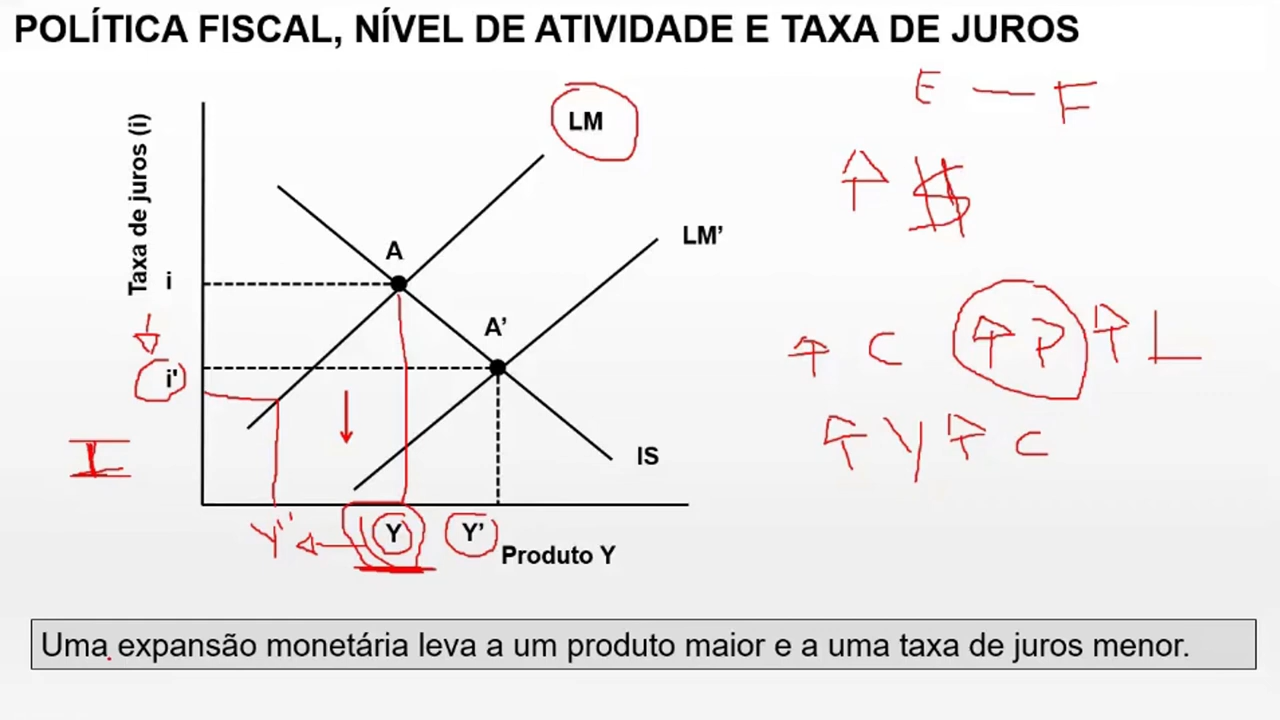 POLÍTICA FISCAL, NÍVEL DE ATIVIDADE E TAXA DE JUROS
E — F
LM
↑ $
Taxa de juros (i)
LM’
A
i
A’
↑ C ↑ P ↑ L
i'
↑ Y ↑ C
I
IS
Y'' Y Y’
Produto Y
Uma expansão monetária leva a um produto maior e a uma taxa de juros menor.